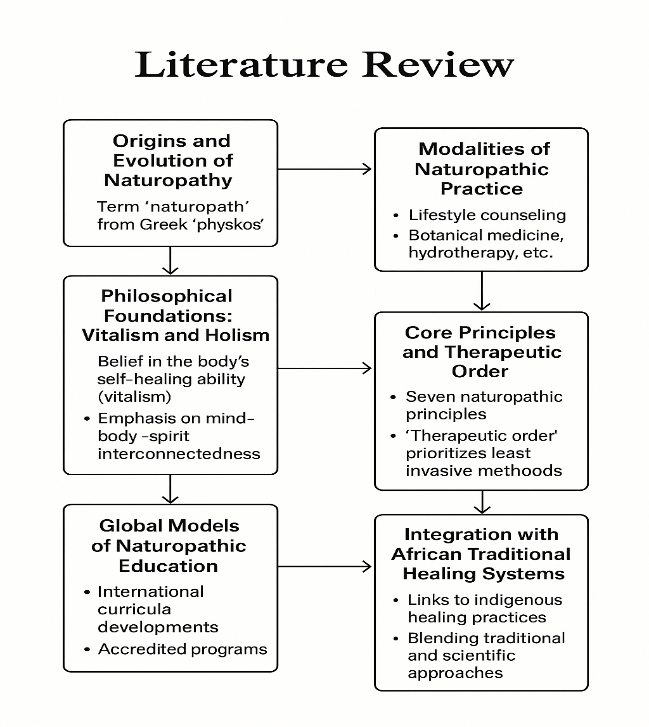 Literature Review
Origins and
Evolution of
Naturopathy
Term ‘naturopath’
from Greek ‘physkos’
Modalities of
Naturopathic
Practice
• Lifestyle counseling
• Botanical medicine,
hydrotherapy, etc.
Philosophical
Foundations:
Vitalism and Holism
Belief in the body’s
self-healing ability
(vitalism)
• Emphasis on mind–
body –spirit
interconnectedness
Core Principles
and Therapeutic
Order
• Seven naturopathic
principles
• ‘Therapeutic order'
prioritizes least
invasive methoods
Global Models
of Naturopathic
Education
• International
curricula
developments
• Accredited programs
Integration with
African Traditional
Healing Systems
• Links to indigenous
healing practices
• Blending traditional
and scientific
approaches